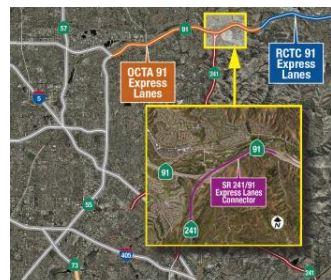 57
91
OCTA 91
Express
Lanes
RCTC 91
Express
Lanes
241
5
91
91
SR 241/91
Express Lanes
Connector
241
N
55
405
73
241